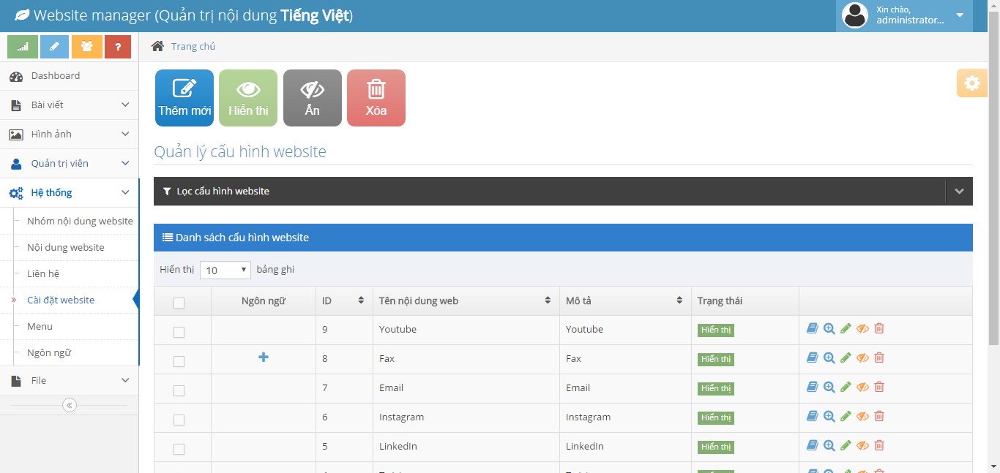 Website manager (Quản trị nội dung Tiếng Việt)
Xin chào,
administrator...
?
Trang chủ
Dashboard
Bài viết
Hình ảnh
Quản trị viên
Hệ thống
Nhóm nội dung website
Nội dung website
Liên hệ
Cài đặt website
Menu
Ngôn ngữ
File
Thêm mới
Hiển thị
Ẩn
Xóa
Quản lý cấu hình website
Lọc cấu hình website
Danh sách cấu hình website
Hiển thị 10 bảng ghi
Ngôn ngữ ID Tên nội dung web Mô tả Trạng thái
9 Youtube Youtube Hiển thị
8 Fax Fax Hiển thị
7 Email Email Hiển thị
6 Instagram Instagram Hiển thị
5 LinkedIn LinkedIn Hiển thị